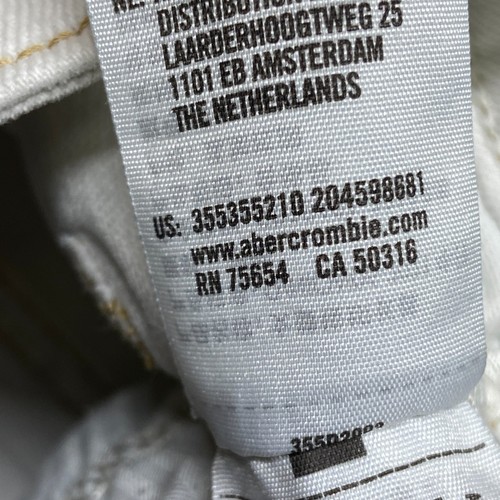 DISTRIBUTION
LAARDERHOOGTWEG 25
1101 EB AMSTERDAM
THE NETHERLANDS
US: 355355210 204598681
www.abercrombie.com
RN 75654 CA 50316